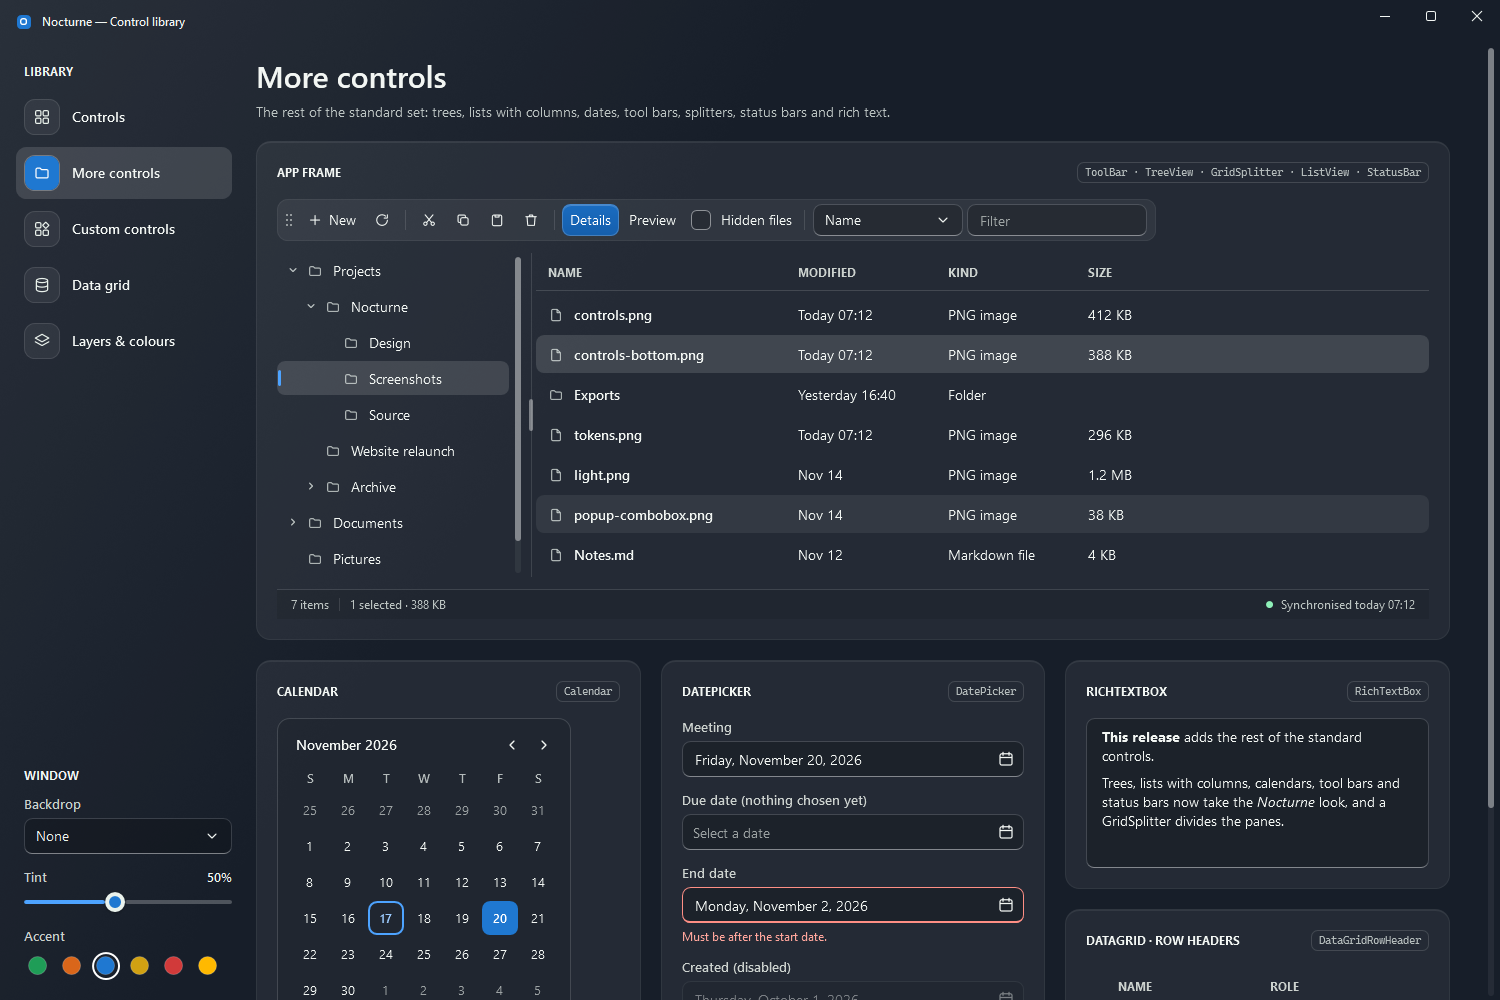 Nocturne — Control library
LIBRARY
Controls
More controls
Custom controls
Data grid
Layers & colours
WINDOW
Backdrop
None
Tint 50%
Accent
More controls
The rest of the standard set: trees, lists with columns, dates, tool bars, splitters, status bars and rich text.
APP FRAME
ToolBar · TreeView · GridSplitter · ListView · StatusBar
New Details Preview Hidden files Name Filter
Projects
Nocturne
Design
Screenshots
Source
Website relaunch
Archive
Documents
Pictures
NAME MODIFIED KIND SIZE
controls.png Today 07:12 PNG image 412 KB
controls-bottom.png Today 07:12 PNG image 388 KB
Exports Yesterday 16:40 Folder
tokens.png Today 07:12 PNG image 296 KB
light.png Nov 14 PNG image 1.2 MB
popup-combobox.png Nov 14 PNG image 38 KB
Notes.md Nov 12 Markdown file 4 KB
7 items 1 selected · 388 KB Synchronised today 07:12
CALENDAR Calendar
November 2026
S M T W T F S
25 26 27 28 29 30 31
1 2 3 4 5 6 7
8 9 10 11 12 13 14
15 16 17 18 19 20 21
22 23 24 25 26 27 28
29 30 1 2 3 4 5
DATEPICKER DatePicker
Meeting
Friday, November 20, 2026
Due date (nothing chosen yet)
Select a date
End date
Monday, November 2, 2026
Must be after the start date.
Created (disabled)
Thursday, October 1, 2026
RICHTEXTBOX RichTextBox
This release adds the rest of the standard
controls.
Trees, lists with columns, calendars, tool bars and
status bars now take the Nocturne look, and a
GridSplitter divides the panes.
DATAGRID · ROW HEADERS DataGridRowHeader
NAME ROLE